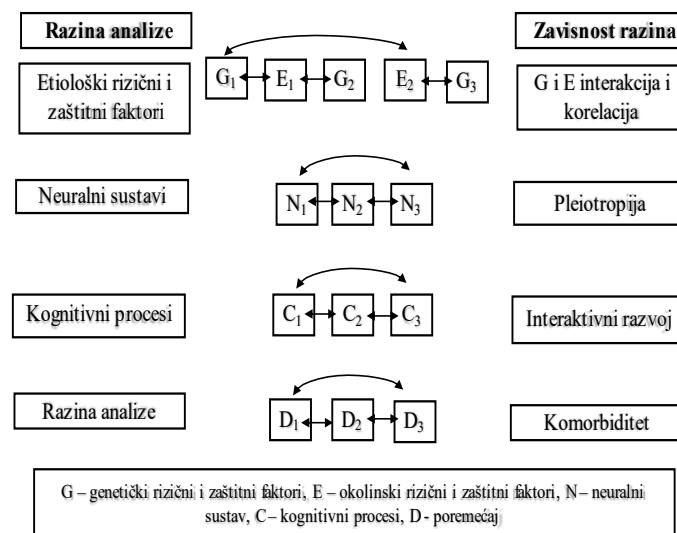 Razina analize
Zavisnost razina
Etiološki rizični i
zaštitni faktori
G₁ E₁ G₂ E₂ G₃
G i E interakcija i
korelacija
Neuralni sustavi
N₁ N₂ N₃
Pleiotropija
Kognitivni procesi
C₁ C₂ C₃
Interaktivni razvoj
Razina analize
D₁ D₂ D₃
Komorbiditet
G – genetički rizični i zaštitni faktori, E – okolinski rizični i zaštitni faktori, N – neuralni
sustav, C – kognitivni procesi, D - poremećaj